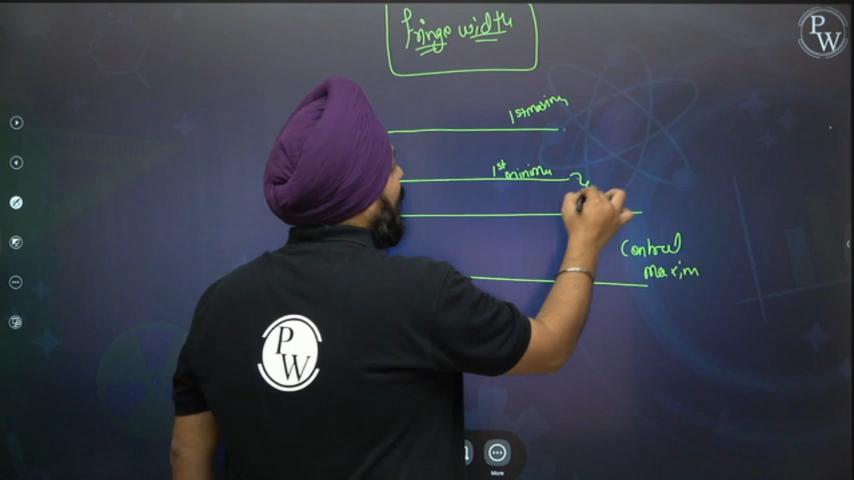 PW
fringe width
1st maxima
1st minima
Central
maxim
PW
More